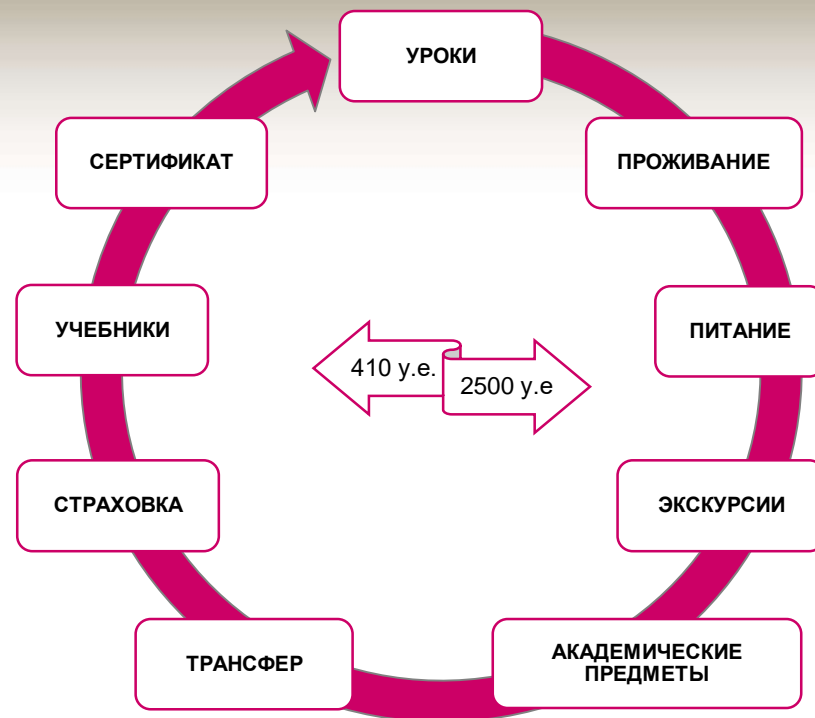 УРОКИ
ПРОЖИВАНИЕ
ПИТАНИЕ
ЭКСКУРСИИ
АКАДЕМИЧЕСКИЕ
ПРЕДМЕТЫ
ТРАНСФЕР
СТРАХОВКА
УЧЕБНИКИ
СЕРТИФИКАТ
410 у.е.
2500 у.е